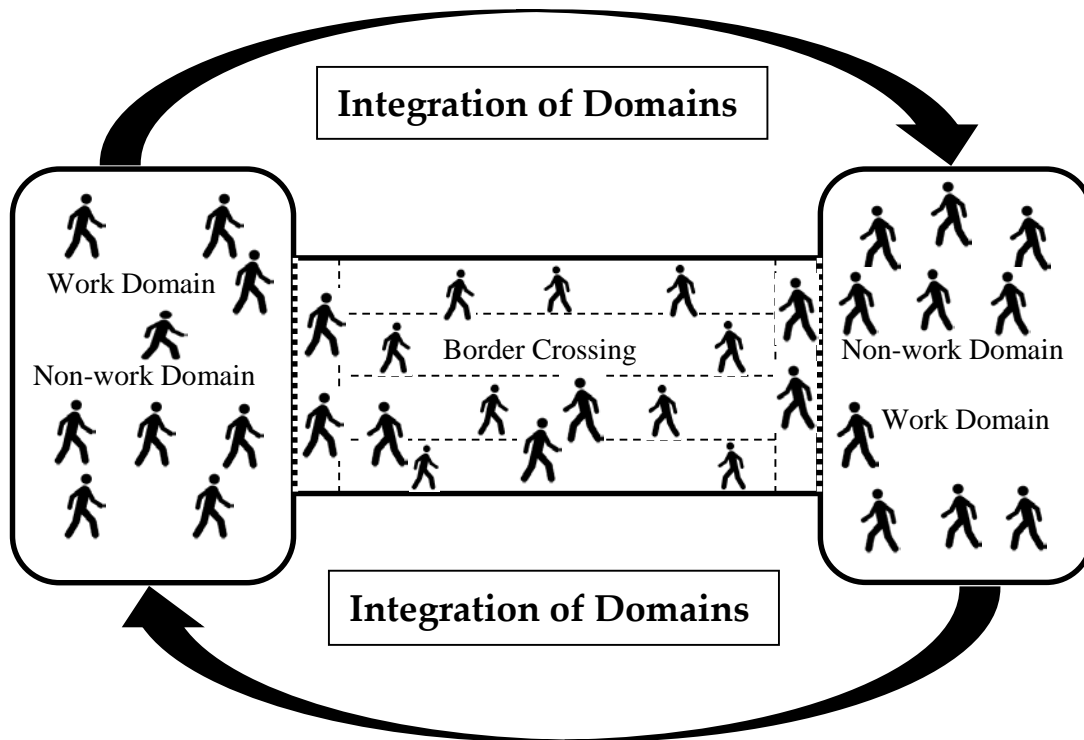 Integration of Domains
Work Domain
Non-work Domain
Border Crossing
Non-work Domain
Work Domain
Integration of Domains